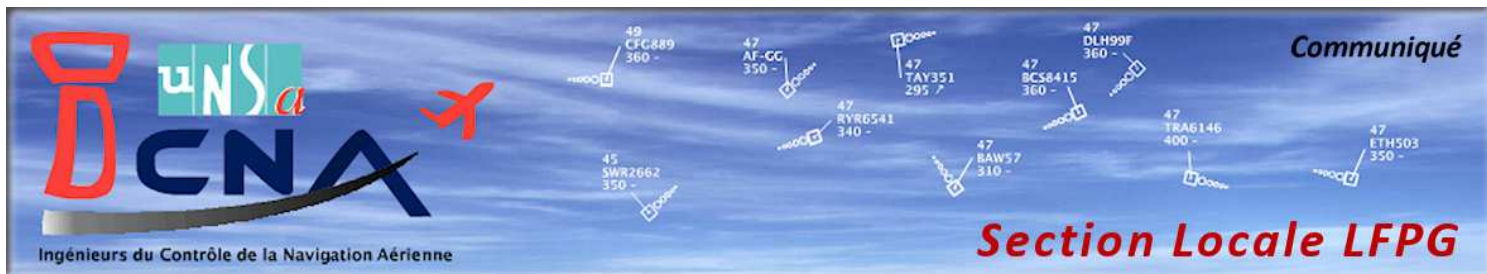 UNSa
ICNA
Ingénieurs du Contrôle de la Navigation Aérienne
49
CFG889
360 -
47
AF-GG
350 -
47
TAY351
295 ↗
47
RYR6541
340 -
45
SWR2662
350 -
47
BAW57
310 -
47
BCS8415
360 -
47
DLH99F
360 -
47
TRA6146
400 -
47
ETH503
350 -
Communiqué
Section Locale LFPG